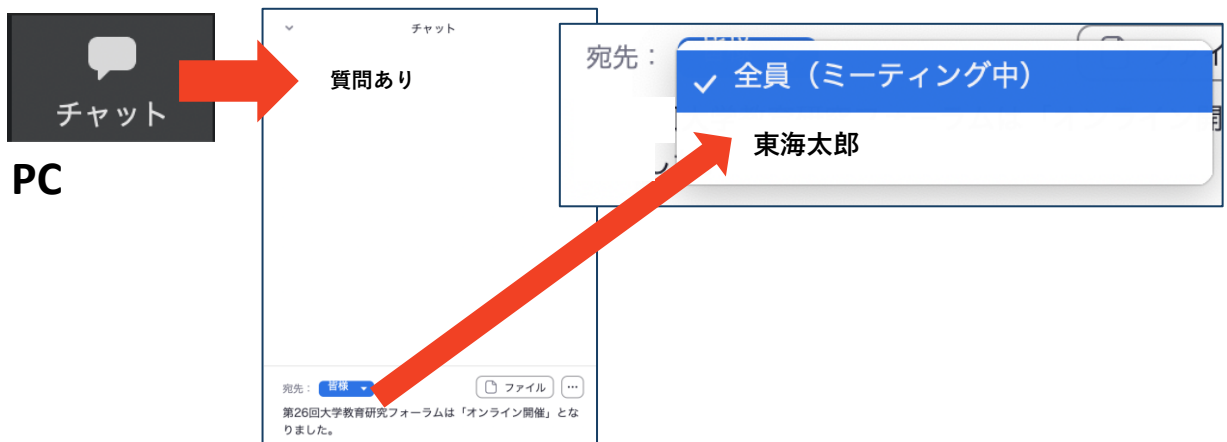 チャット
PC
チャット
質問あり
宛先：
皆様
ファイル
第26回大学教育研究フォーラムは「オンライン開催」とな
りました。
宛先：
全員（ミーティング中）
東海太郎